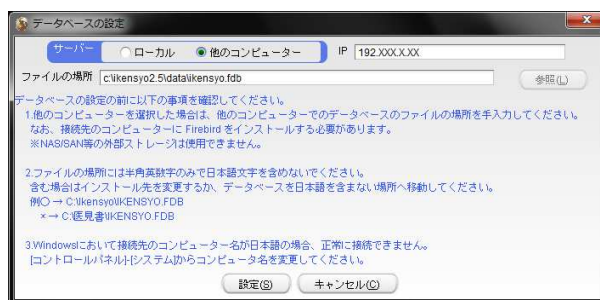 データベースの設定
サーバー ローカル 他のコンピューター IP 192.XXX.X.XX
ファイルの場所 c:\ikensyo2.5\data\ikensyo.fdb 参照(L)
データベースの設定の前に以下の事項を確認してください。
1.他のコンピューターを選択した場合は、他のコンピューターでのデータベースのファイルの場所を手入力してください。
なお、接続先のコンピューターに Firebird をインストールする必要があります。
※NAS/SAN等の外部ストレージは使用できません。
2.ファイルの場所には半角英数字のみで日本語文字を含めないでください。
含む場合はインストール先を変更するか、データベースを日本語を含まない場所へ移動してください。
例○ → C:\Ikensyo\IKENSYO.FDB
× → C:\医見書\IKENSYO.FDB
3.Windowsにおいて接続先のコンピューター名が日本語の場合、正常に接続できません。
[コントロールパネル]-[システム]からコンピュータ名を変更してください。
設定(S) キャンセル(C)